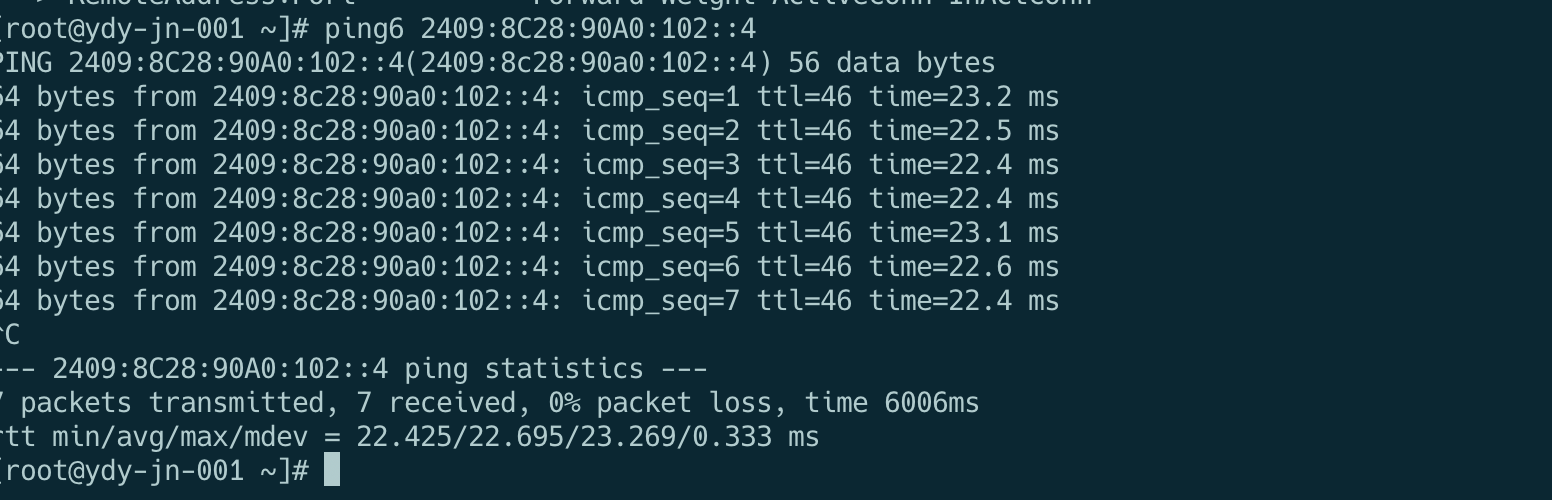 -> RemoteAddress:Port Forward Weight ActiveConn InActConn
[root@ydy-jn-001 ~]# ping6 2409:8C28:90A0:102::4
PING 2409:8C28:90A0:102::4(2409:8c28:90a0:102::4) 56 data bytes
64 bytes from 2409:8c28:90a0:102::4: icmp_seq=1 ttl=46 time=23.2 ms
64 bytes from 2409:8c28:90a0:102::4: icmp_seq=2 ttl=46 time=22.5 ms
64 bytes from 2409:8c28:90a0:102::4: icmp_seq=3 ttl=46 time=22.4 ms
64 bytes from 2409:8c28:90a0:102::4: icmp_seq=4 ttl=46 time=22.4 ms
64 bytes from 2409:8c28:90a0:102::4: icmp_seq=5 ttl=46 time=23.1 ms
64 bytes from 2409:8c28:90a0:102::4: icmp_seq=6 ttl=46 time=22.6 ms
64 bytes from 2409:8c28:90a0:102::4: icmp_seq=7 ttl=46 time=22.4 ms
^C
--- 2409:8C28:90A0:102::4 ping statistics ---
7 packets transmitted, 7 received, 0% packet loss, time 6006ms
rtt min/avg/max/mdev = 22.425/22.695/23.269/0.333 ms
[root@ydy-jn-001 ~]#